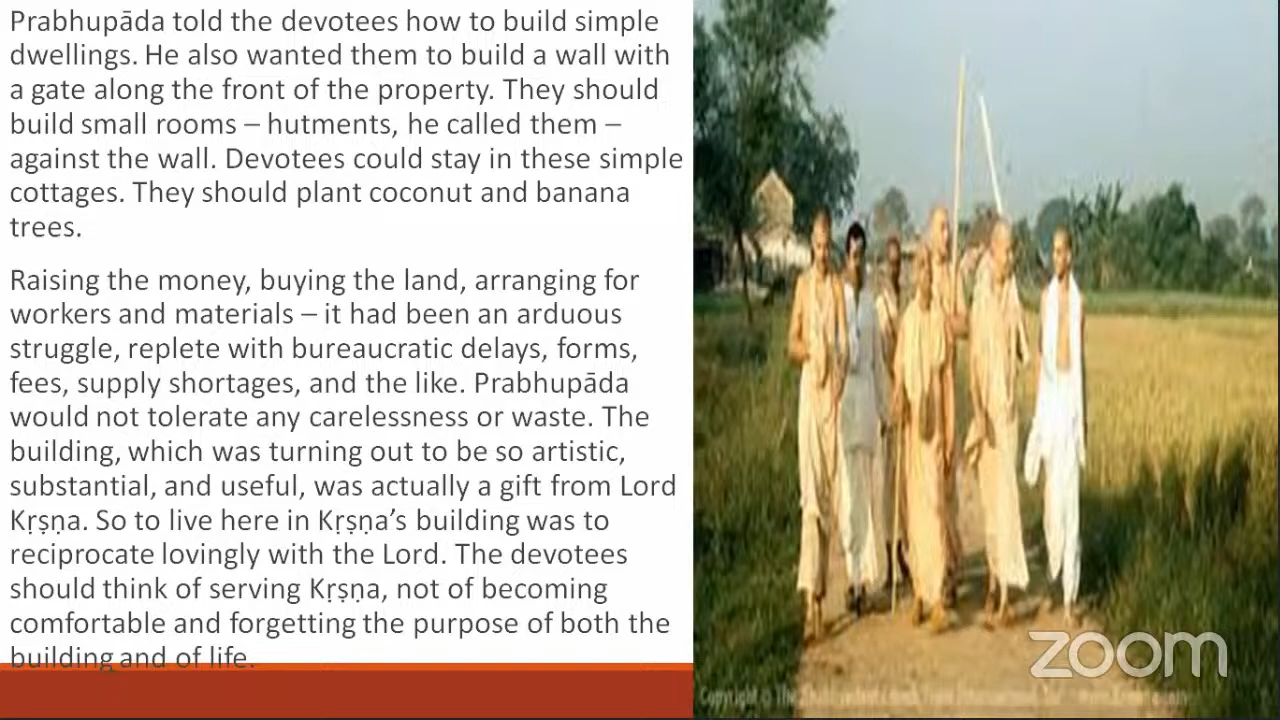 Prabhupāda told the devotees how to build simple
dwellings. He also wanted them to build a wall with
a gate along the front of the property. They should
build small rooms – hutments, he called them –
against the wall. Devotees could stay in these simple
cottages. They should plant coconut and banana
trees.
Raising the money, buying the land, arranging for
workers and materials – it had been an arduous
struggle, replete with bureaucratic delays, forms,
fees, supply shortages, and the like. Prabhupāda
would not tolerate any carelessness or waste. The
building, which was turning out to be so artistic,
substantial, and useful, was actually a gift from Lord
Kṛṣṇa. So to live here in Kṛṣṇa’s building was to
reciprocate lovingly with the Lord. The devotees
should think of serving Kṛṣṇa, not of becoming
comfortable and forgetting the purpose of both the
building and of life.
zoom
Copyright © The